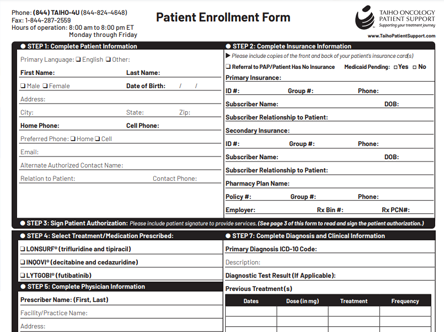 Phone: (844) TAIHO-4U (844-824-4648)
Fax: 1-844-287-2559
Hours of operation: 8:00 am to 8:00 pm ET
Monday through Friday
Patient Enrollment Form
TAIHO ONCOLOGY
PATIENT SUPPORT
Supporting your treatment journey
www.TaihoPatientSupport.com
STEP 1: Complete Patient Information
Primary Language: English Other:
First Name: Last Name:
Male Female Date of Birth: / /
Address:
City: State: Zip:
Home Phone: Cell Phone:
Preferred Phone: Home Cell
Email:
Alternate Authorized Contact Name:
Relation to Patient: Contact Phone:
STEP 2: Complete Insurance Information
Please include copies of the front and back of your patient's insurance card(s)
Referred to PAP/Patient Has No Insurance Medicaid Pending: Yes No
Primary Insurance:
ID #: Group #: Phone:
Subscriber Name: DOB:
Subscriber Relationship to Patient:
Secondary Insurance:
ID #: Group #: Phone:
Subscriber Name: DOB:
Subscriber Relationship to Patient:
Pharmacy Plan Name:
Policy #: Group #: Phone:
Employer: Rx Bin #: Rx PCN#:
STEP 3: Sign Patient Authorization: Please include patient signature to provide services. (See page 3 of this form to read and sign the patient authorization.)
STEP 4: Select Treatment/Medication Prescribed:
LONSURF® (trifluridine and tipiracil)
INQOVI® (decitabine and cedazuridine)
LYTGOBI® (futibatinib)
STEP 5: Complete Physician Information
Prescriber Name: (First, Last)
Facility/Practice Name:
Address:
STEP 7: Complete Diagnosis and Clinical Information
Primary Diagnosis ICD-10 Code:
Description:
Diagnostic Test Result (If Applicable):
Previous Treatment(s)
Dates Dose (in mg) Treatment Frequency